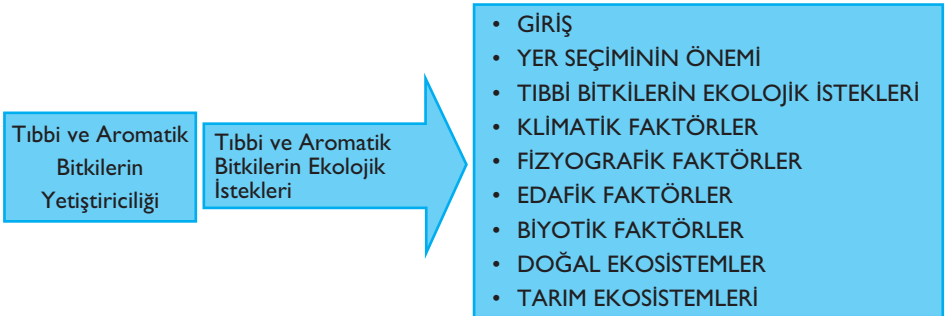 Tıbbi ve Aromatik
Bitkilerin
Yetiştiriciliği
Tıbbi ve Aromatik
Bitkilerin Ekolojik
İstekleri
• GİRİŞ
• YER SEÇİMİNİN ÖNEMİ
• TIBBİ BİTKİLERİN EKOLOJİK İSTEKLERİ
• KLİMATİK FAKTÖRLER
• FİZYOGRAFİK FAKTÖRLER
• EDAFİK FAKTÖRLER
• BİYOTİK FAKTÖRLER
• DOĞAL EKOSİSTEMLER
• TARIM EKOSİSTEMLERİ